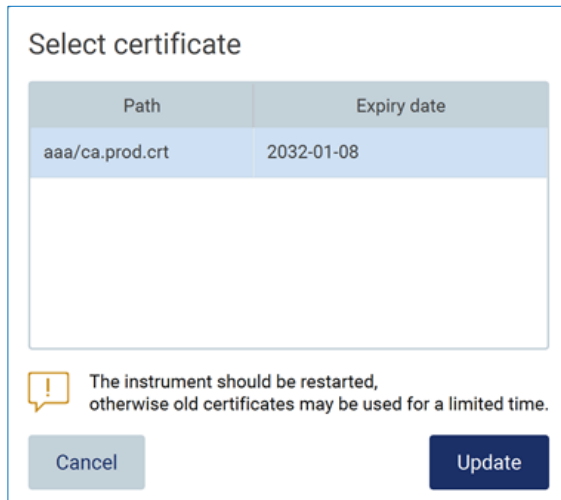 Select certificate
Path Expiry date
aaa/ca.prod.crt 2032-01-08
! The instrument should be restarted,
otherwise old certificates may be used for a limited time.
Cancel Update